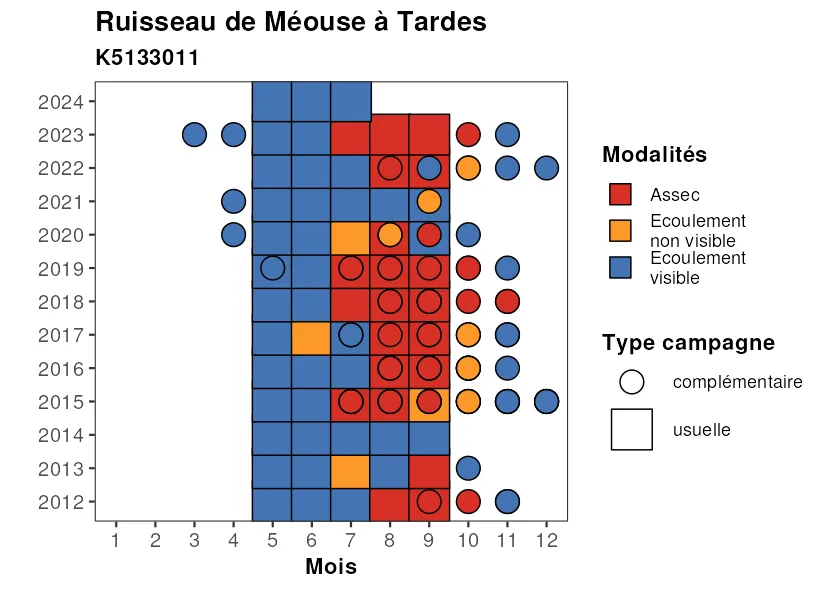 Ruisseau de Méouse à Tardes
K5133011
2024
2023
2022
2021
2020
2019
2018
2017
2016
2015
2014
2013
2012
1 2 3 4 5 6 7 8 9 10 11 12
Mois
Modalités
Assec
Ecoulement
non visible
Ecoulement
visible
Type campagne
complémentaire
usuelle